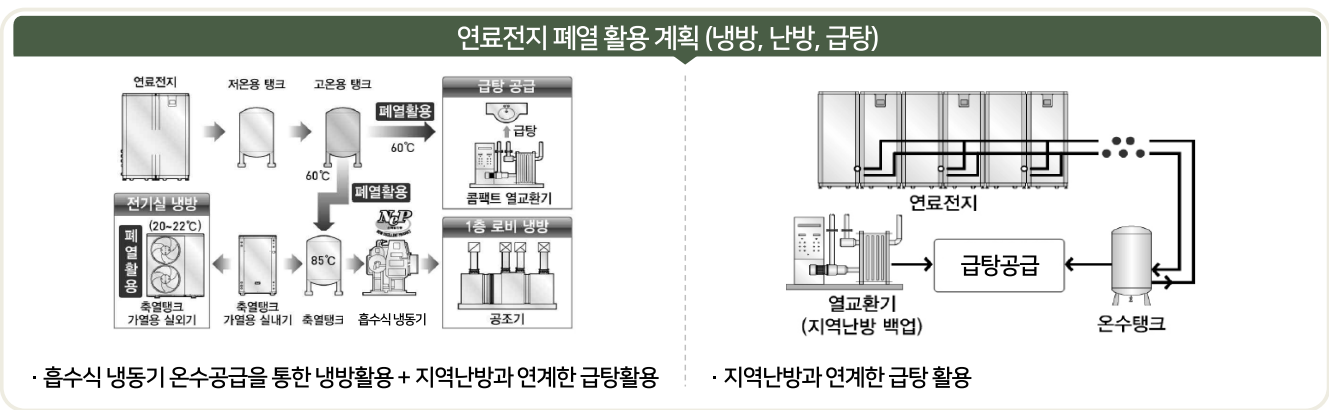 연료전지 폐열 활용 계획 (냉방, 난방, 급탕)
연료전지
저온용 탱크
고온용 탱크
폐열활용
60℃
급탕 공급
급탕
콤팩트 열교환기
60℃
폐열활용
전기실 냉방
(20~22℃)
폐열활용
축열탱크
가열용 실외기
축열탱크
가열용 실내기
85℃
축열탱크
NeP
흡수식 냉동기
1층 로비 냉방
공조기
· 흡수식 냉동기 온수공급을 통한 냉방활용 + 지역난방과 연계한 급탕활용
연료전지
열교환기
(지역난방 백업)
급탕공급
온수탱크
· 지역난방과 연계한 급탕 활용